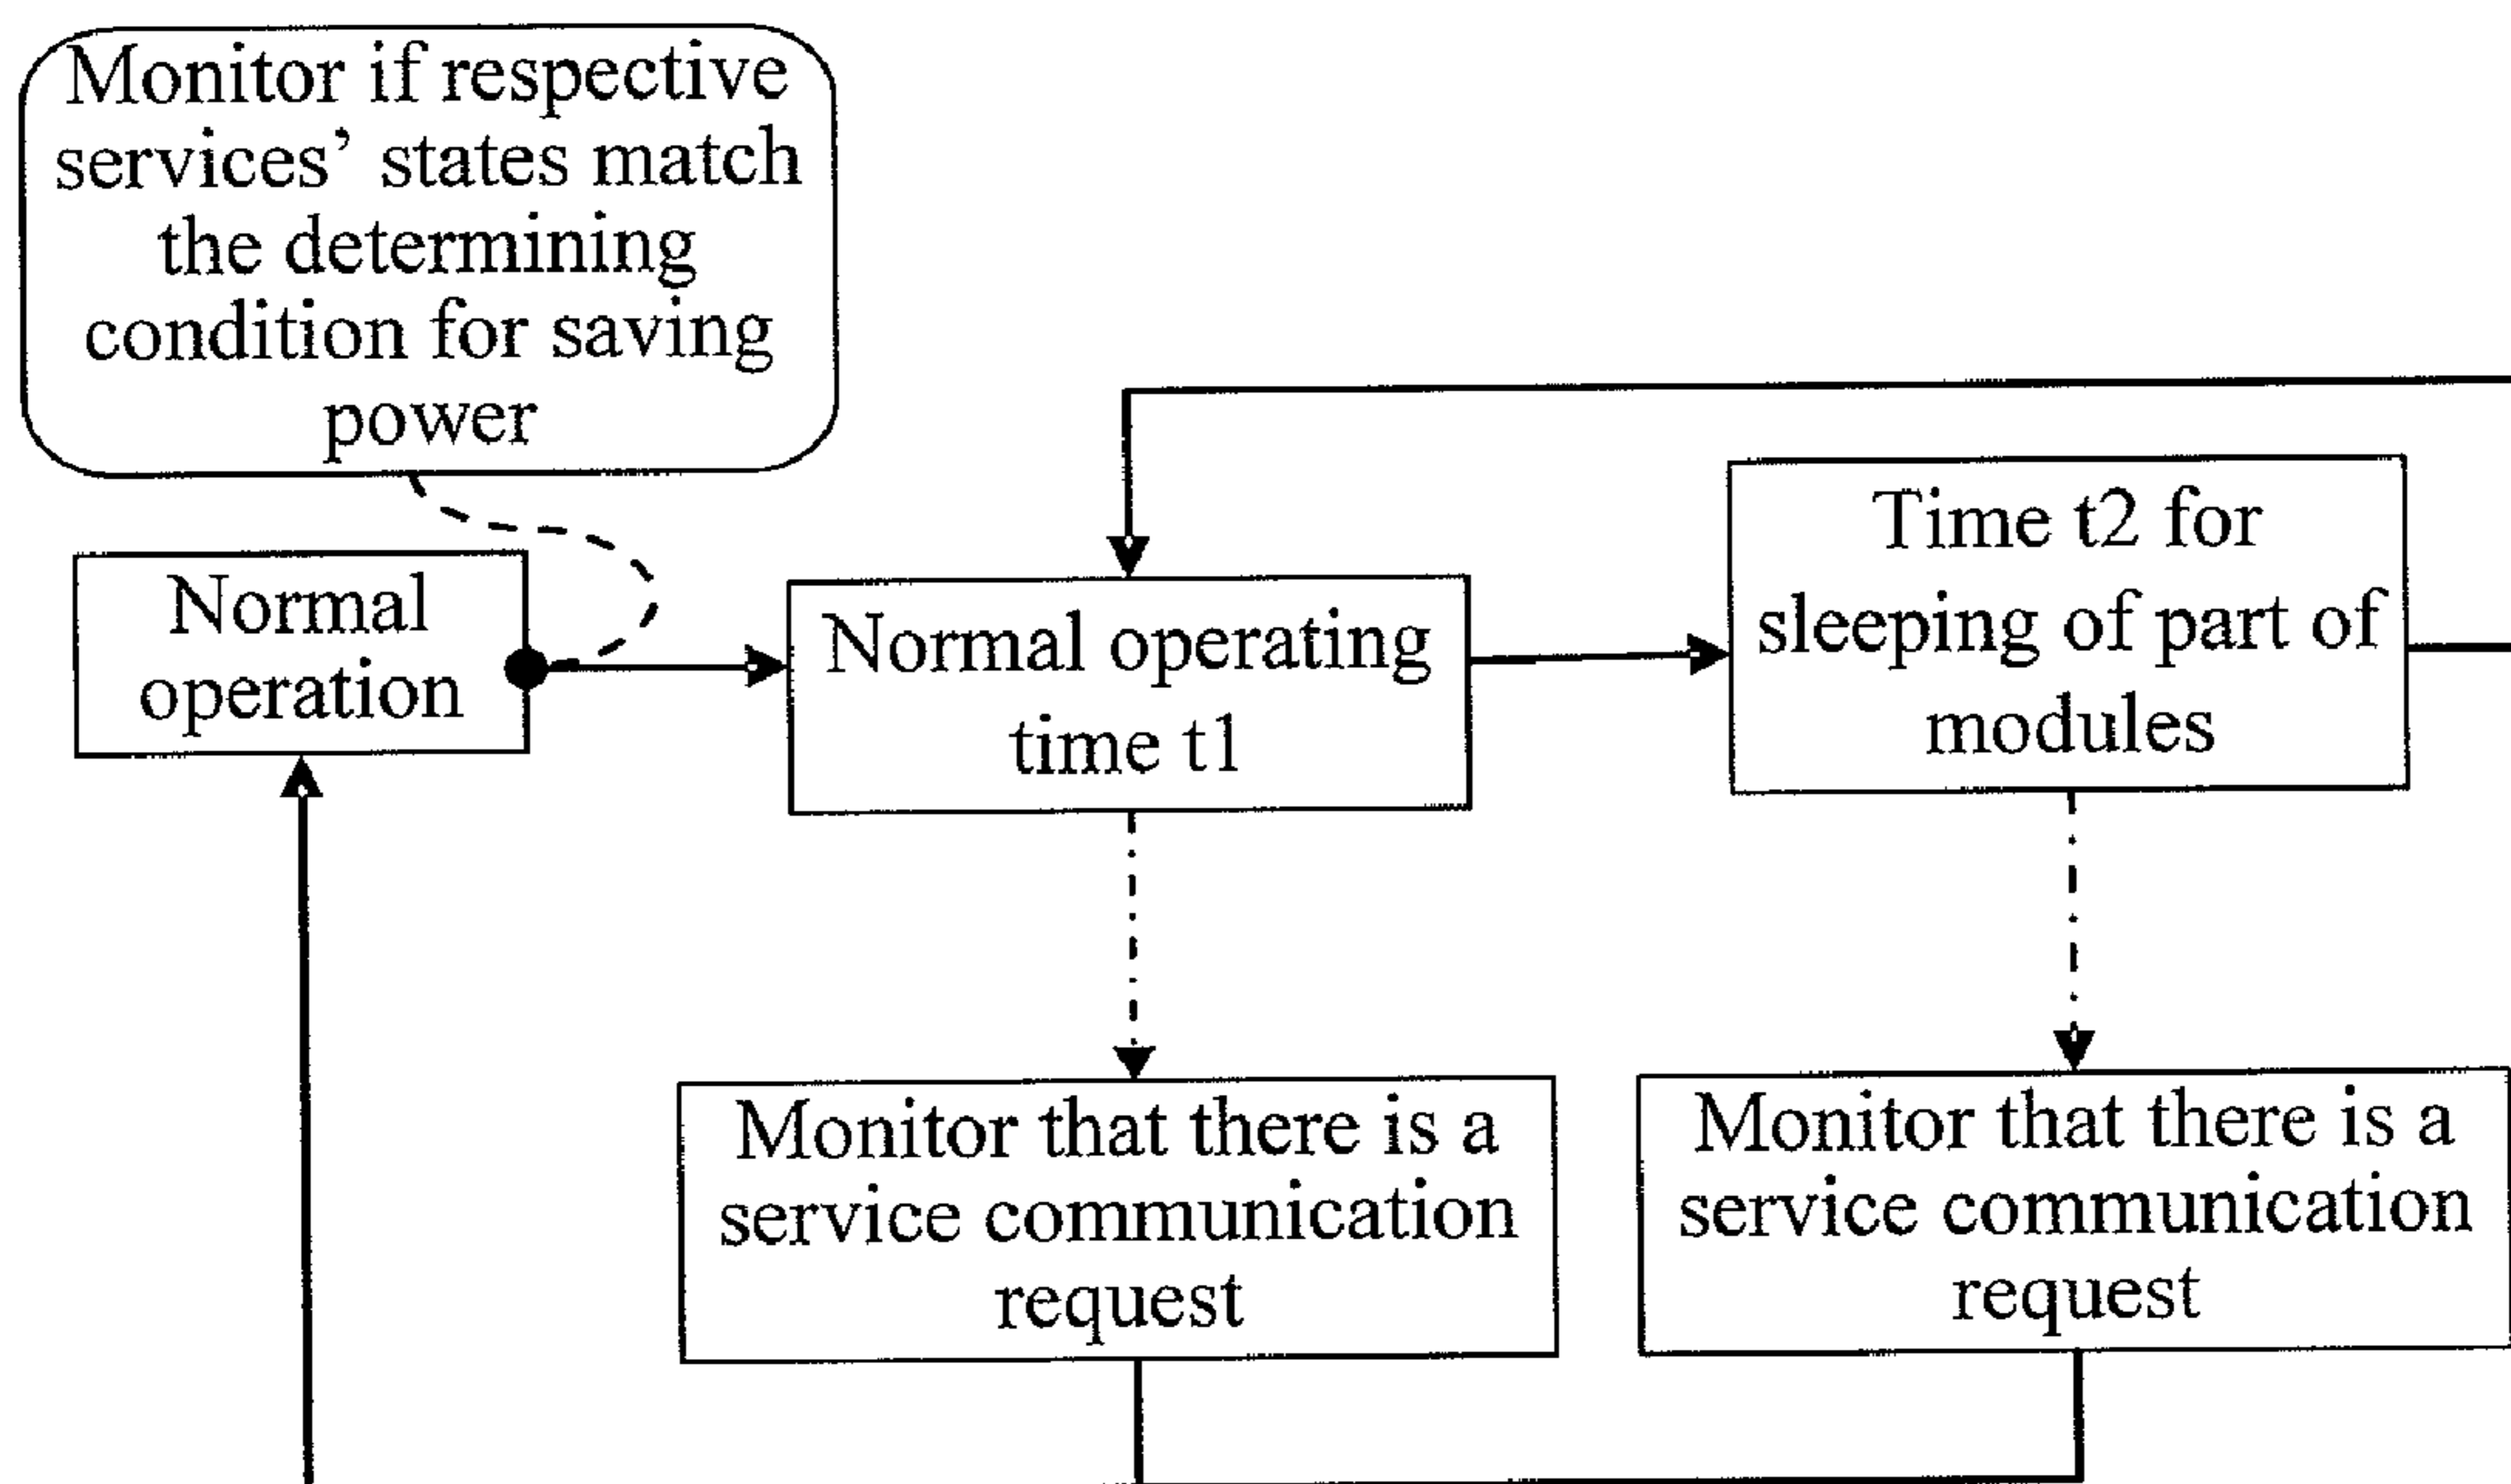 Monitor if respective
services’ states match
the determining
condition for saving
power
Normal
operation
Normal operating
time t1
Time t2 for
sleeping of part of
modules
Monitor that there is a
service communication
request
Monitor that there is a
service communication
request